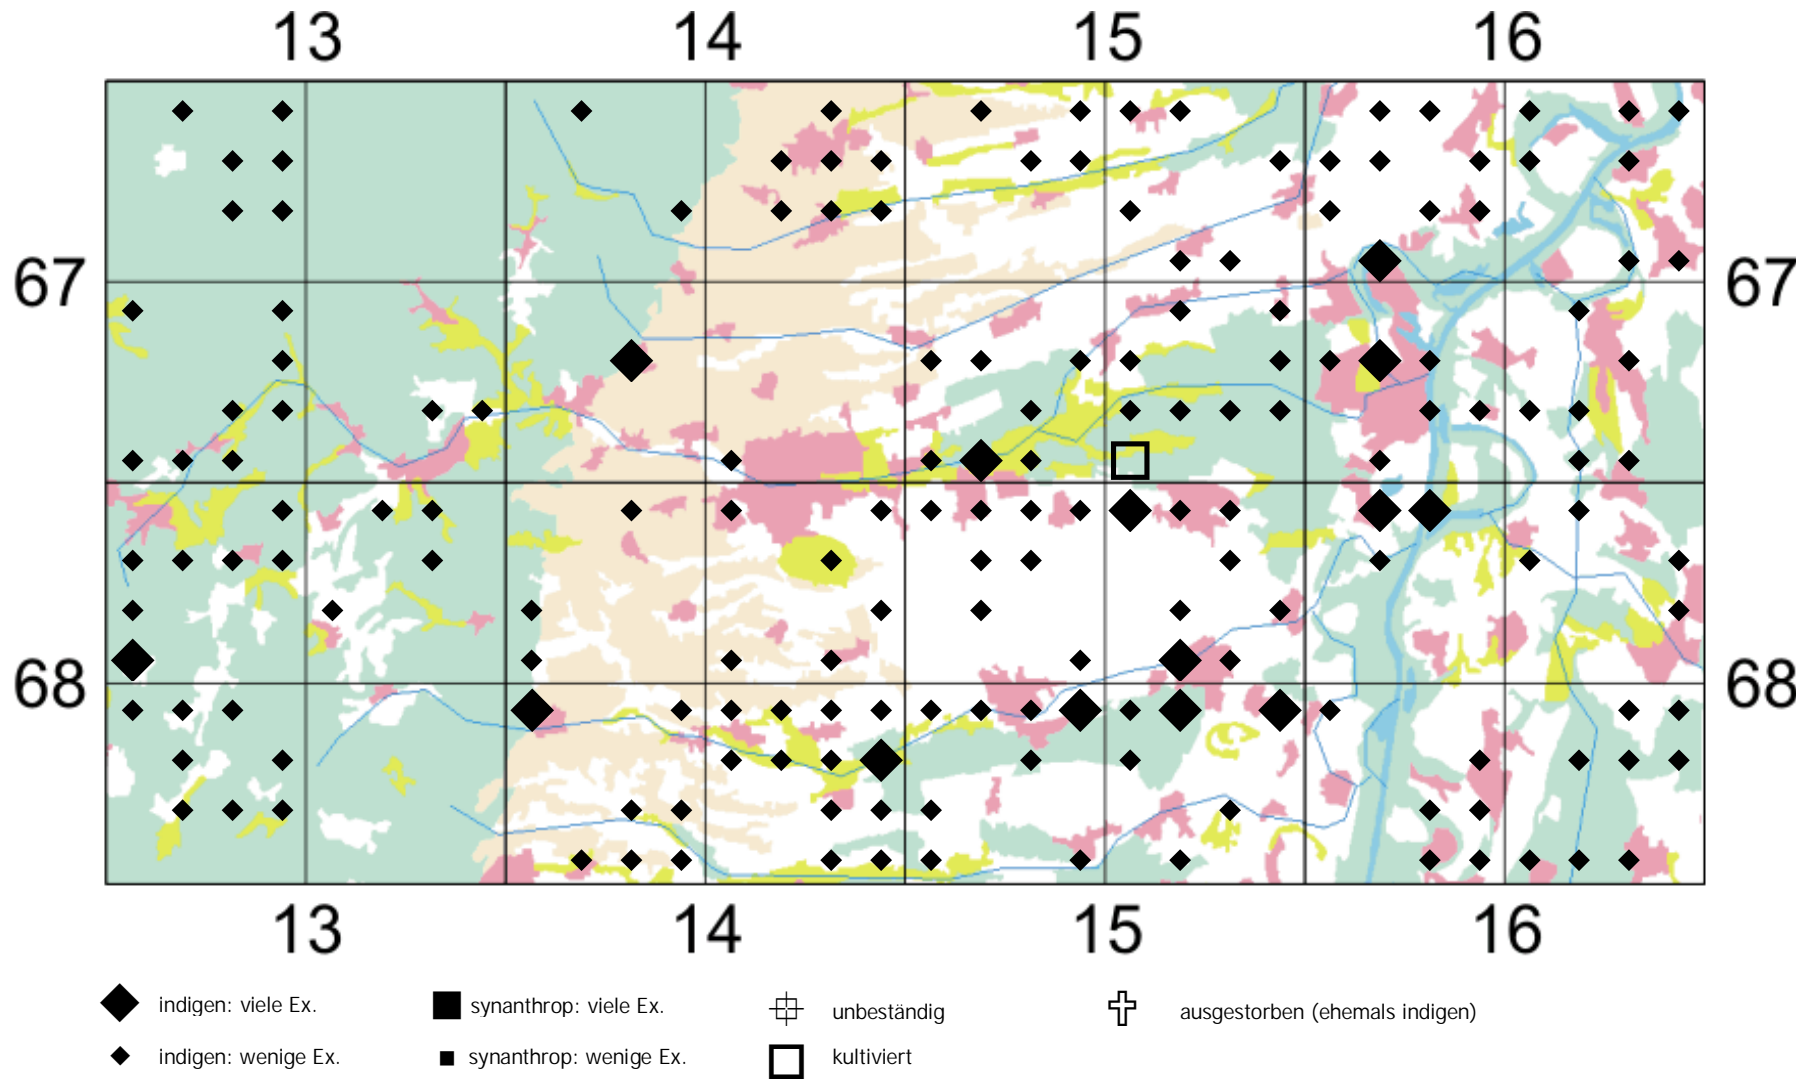 13 14 15 16
67 67
68 68
13 14 15 16
indigen: viele Ex. synanthrop: viele Ex. unbeständig ausgestorben (ehemals indigen)
indigen: wenige Ex. synanthrop: wenige Ex. kultiviert